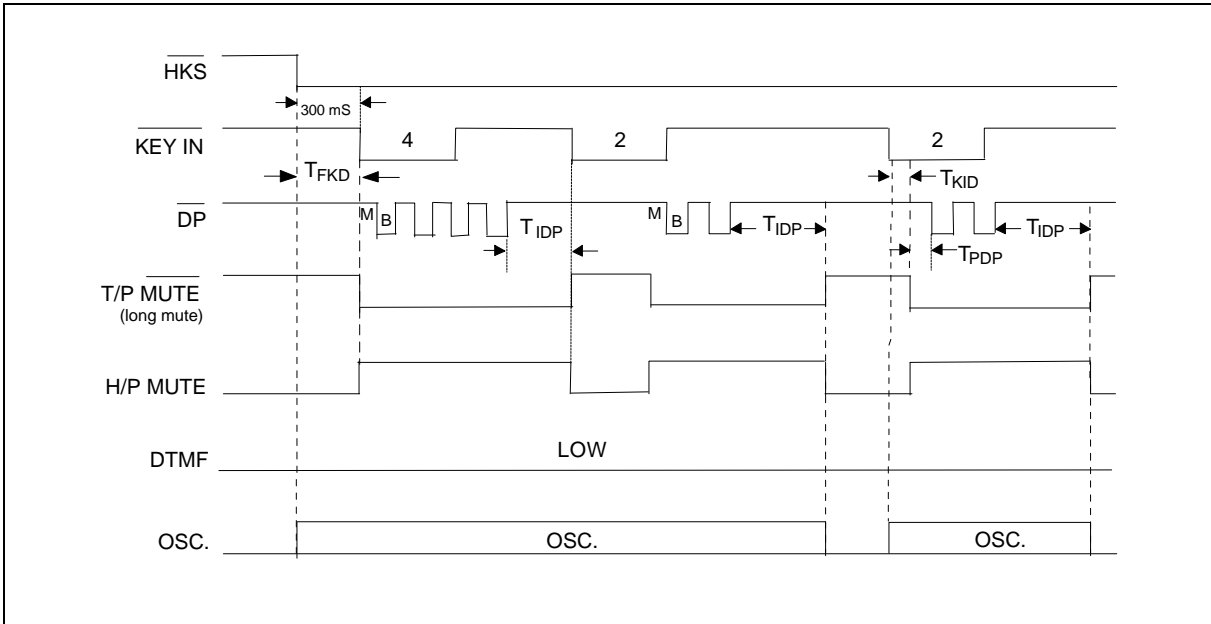 HKS
300 mS
KEY IN
4
2
2
TFKD
TKID
DP
M
B
TIDP
M
B
TIDP
TIDP
TPDP
T/P MUTE
(long mute)
H/P MUTE
DTMF
LOW
OSC.
OSC.
OSC.